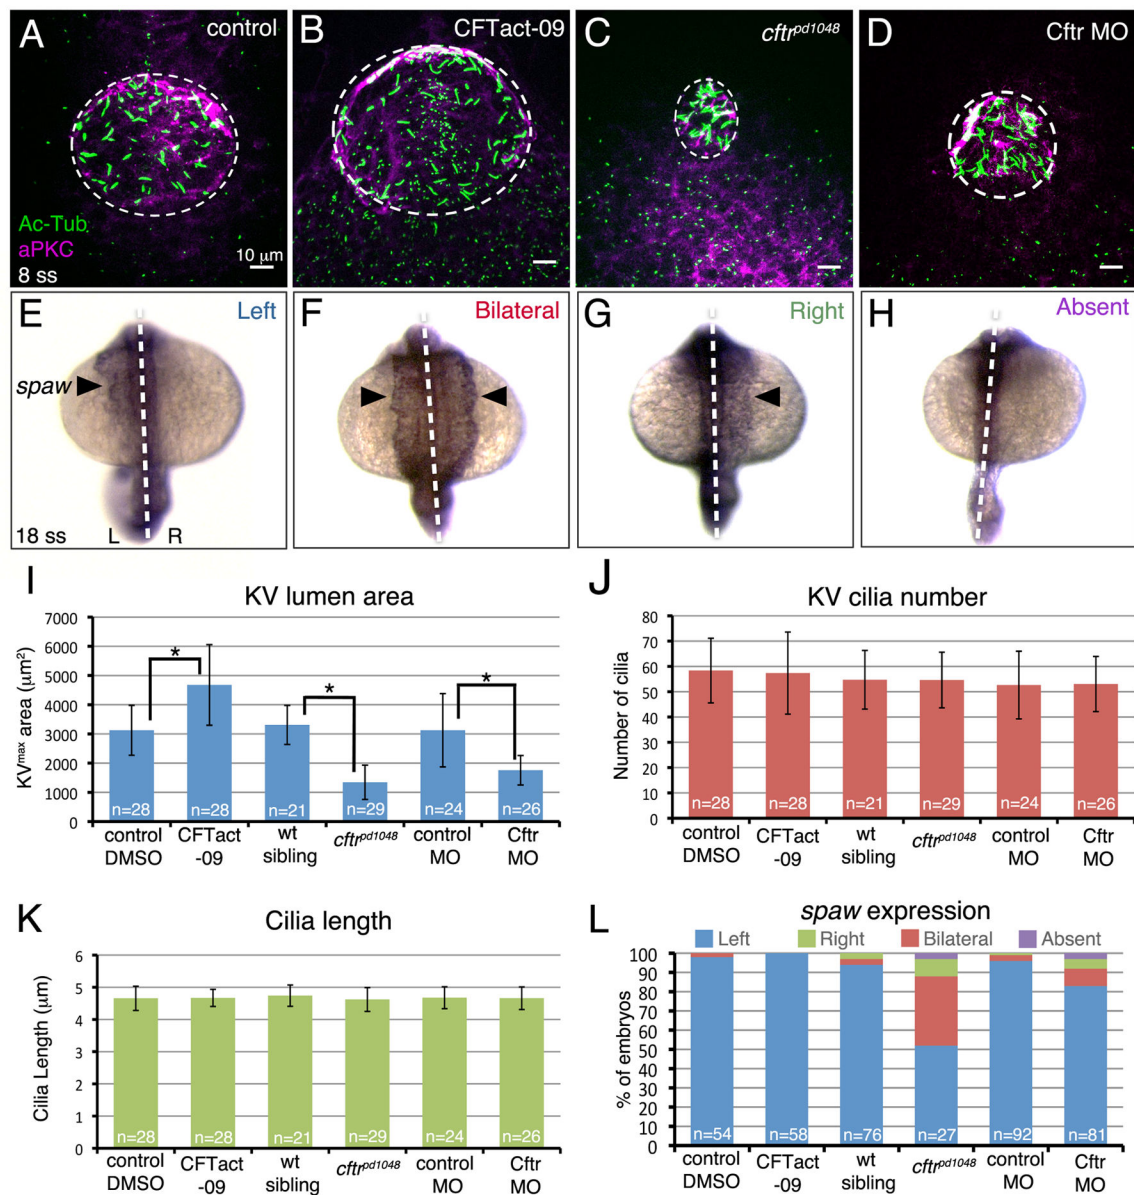 A control
B CFTact-09
C cftr^pd1048
D Cftr MO
Ac-Tub
aPKC
8 ss
10 µm
E Left
F Bilateral
G Right
H Absent
spaw
18 ss
L R
I
KV lumen area
KV^max area (µm²)
7000
6000
5000
4000
3000
2000
1000
0
* * *
n=28 n=28 n=21 n=29 n=24 n=26
control DMSO
CFTact -09
wt sibling
cftr^pd1048
control MO
Cftr MO
J
KV cilia number
Number of cilia
80
70
60
50
40
30
20
10
0
n=28 n=28 n=21 n=29 n=24 n=26
control DMSO
CFTact -09
wt sibling
cftr^pd1048
control MO
Cftr MO
K
Cilia length
Cilia Length (µm)
6
5
4
3
2
1
0
n=28 n=28 n=21 n=29 n=24 n=26
control DMSO
CFTact -09
wt sibling
cftr^pd1048
control MO
Cftr MO
L
spaw expression
Left Right Bilateral Absent
% of embryos
100
90
80
70
60
50
40
30
20
10
0
n=54 n=58 n=76 n=27 n=92 n=81
control DMSO
CFTact -09
wt sibling
cftr^pd1048
control MO
Cftr MO